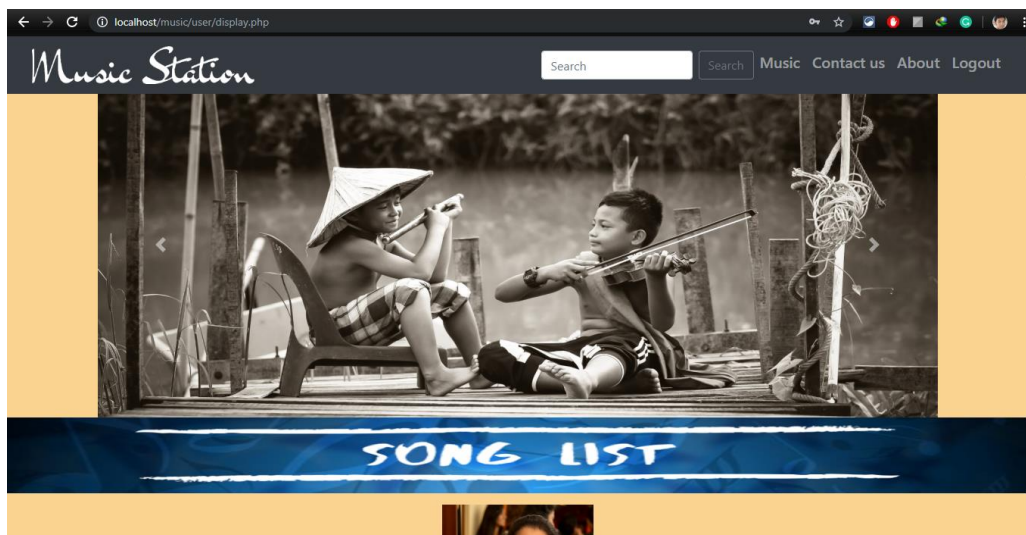 localhost/music/user/display.php
Music Station
Search
Search
Music
Contact us
About
Logout
SONG LIST